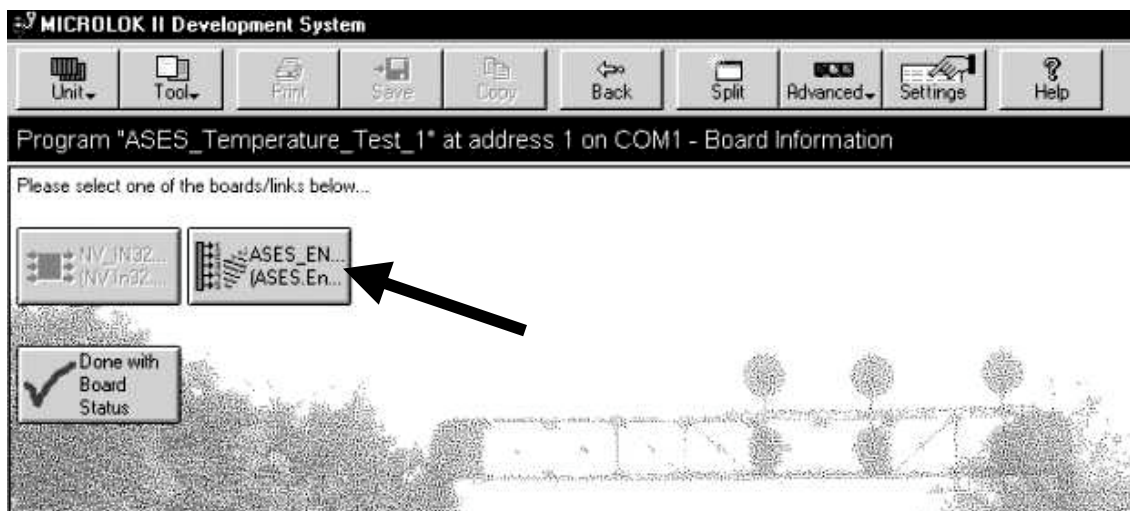 MICROLOK II Development System
Unit Tool Print Save Copy Back Split Advanced Settings Help
Program "ASES_Temperature_Test_1" at address 1 on COM1 - Board Information
Please select one of the boards/links below...
NV_IN32... ASES_EN...
(NV.In32.... (ASES.En...
Done with
Board
Status